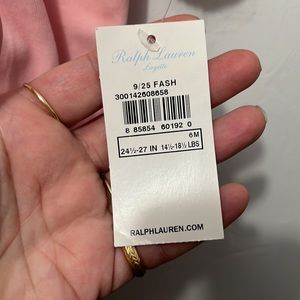 Ralph Lauren
Layette
9/25 FASH
300142608658
8 85854 60192 0
6M
24½-27 IN 14½-18½ LBS
RALPHLAUREN.COM